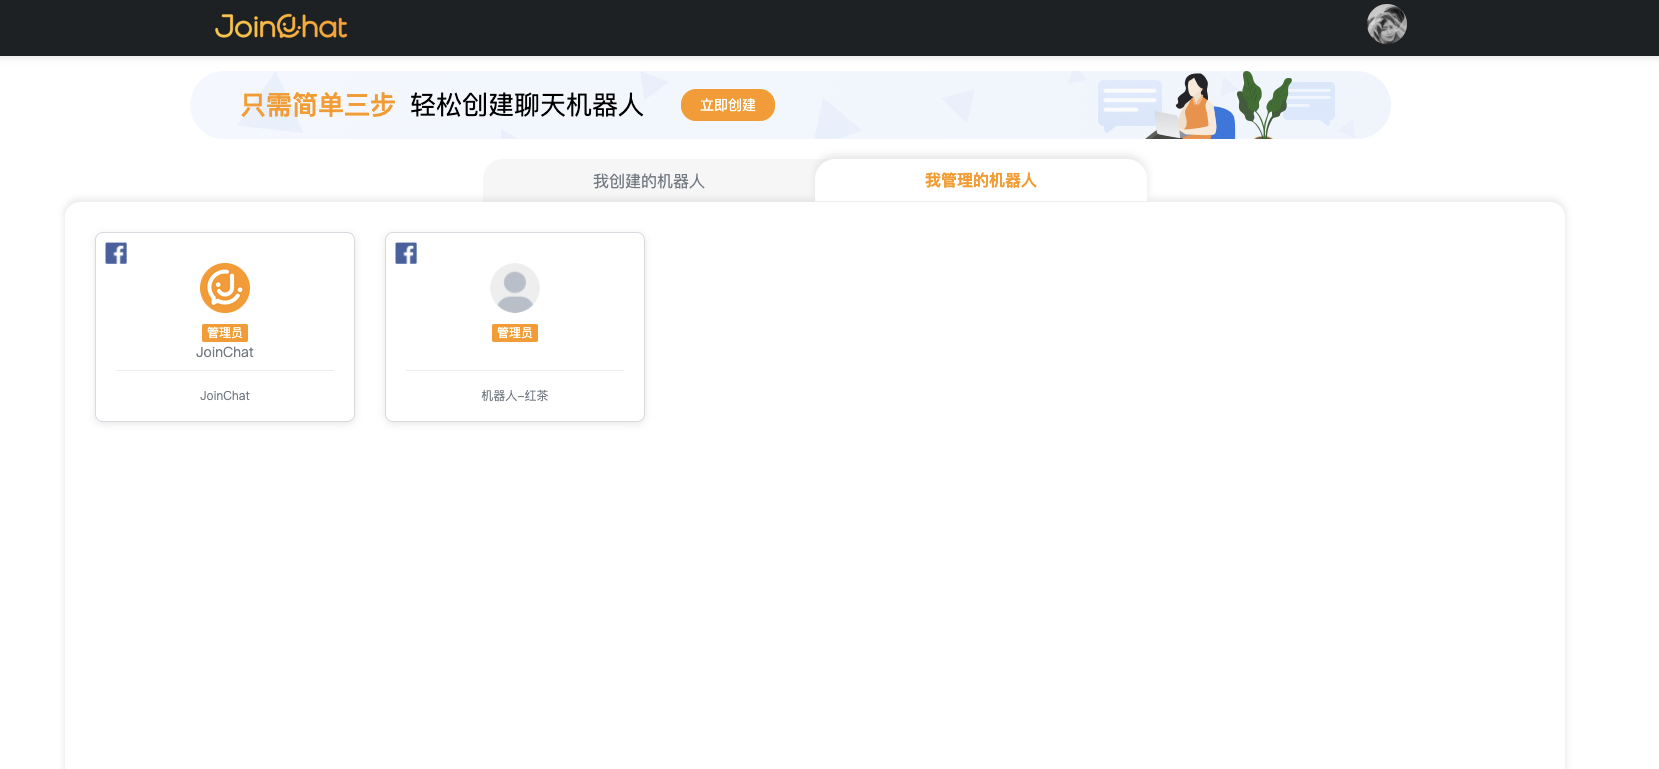 JoinChat
只需简单三步 轻松创建聊天机器人 立即创建
我创建的机器人 我管理的机器人
管理员
JoinChat
JoinChat
管理员
机器人-红茶